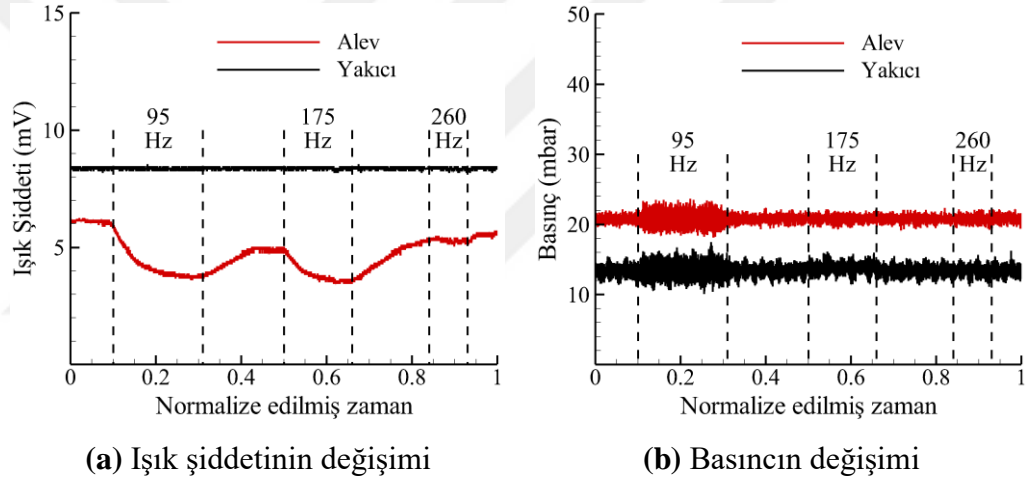 15
10
5
0
0.2
0.4
0.6
0.8
1
Işık Şiddeti (mV)
Alev
Yakıcı
95
Hz
175
Hz
260
Hz
Normalize edilmiş zaman
(a) Işık şiddetinin değişimi
50
40
30
20
10
0
0.2
0.4
0.6
0.8
1
Basınç (mbar)
Alev
Yakıcı
95
Hz
175
Hz
260
Hz
Normalize edilmiş zaman
(b) Basıncın değişimi